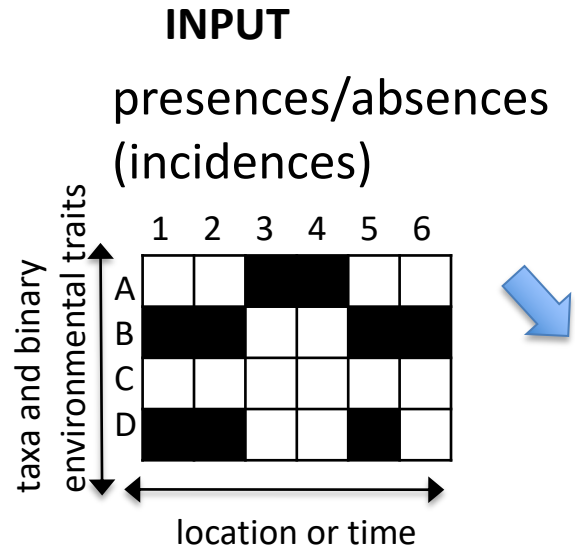 INPUT
presences/absences
(incidences)
taxa and binary
environmental traits
1 2 3 4 5 6
A
B
C
D
location or time